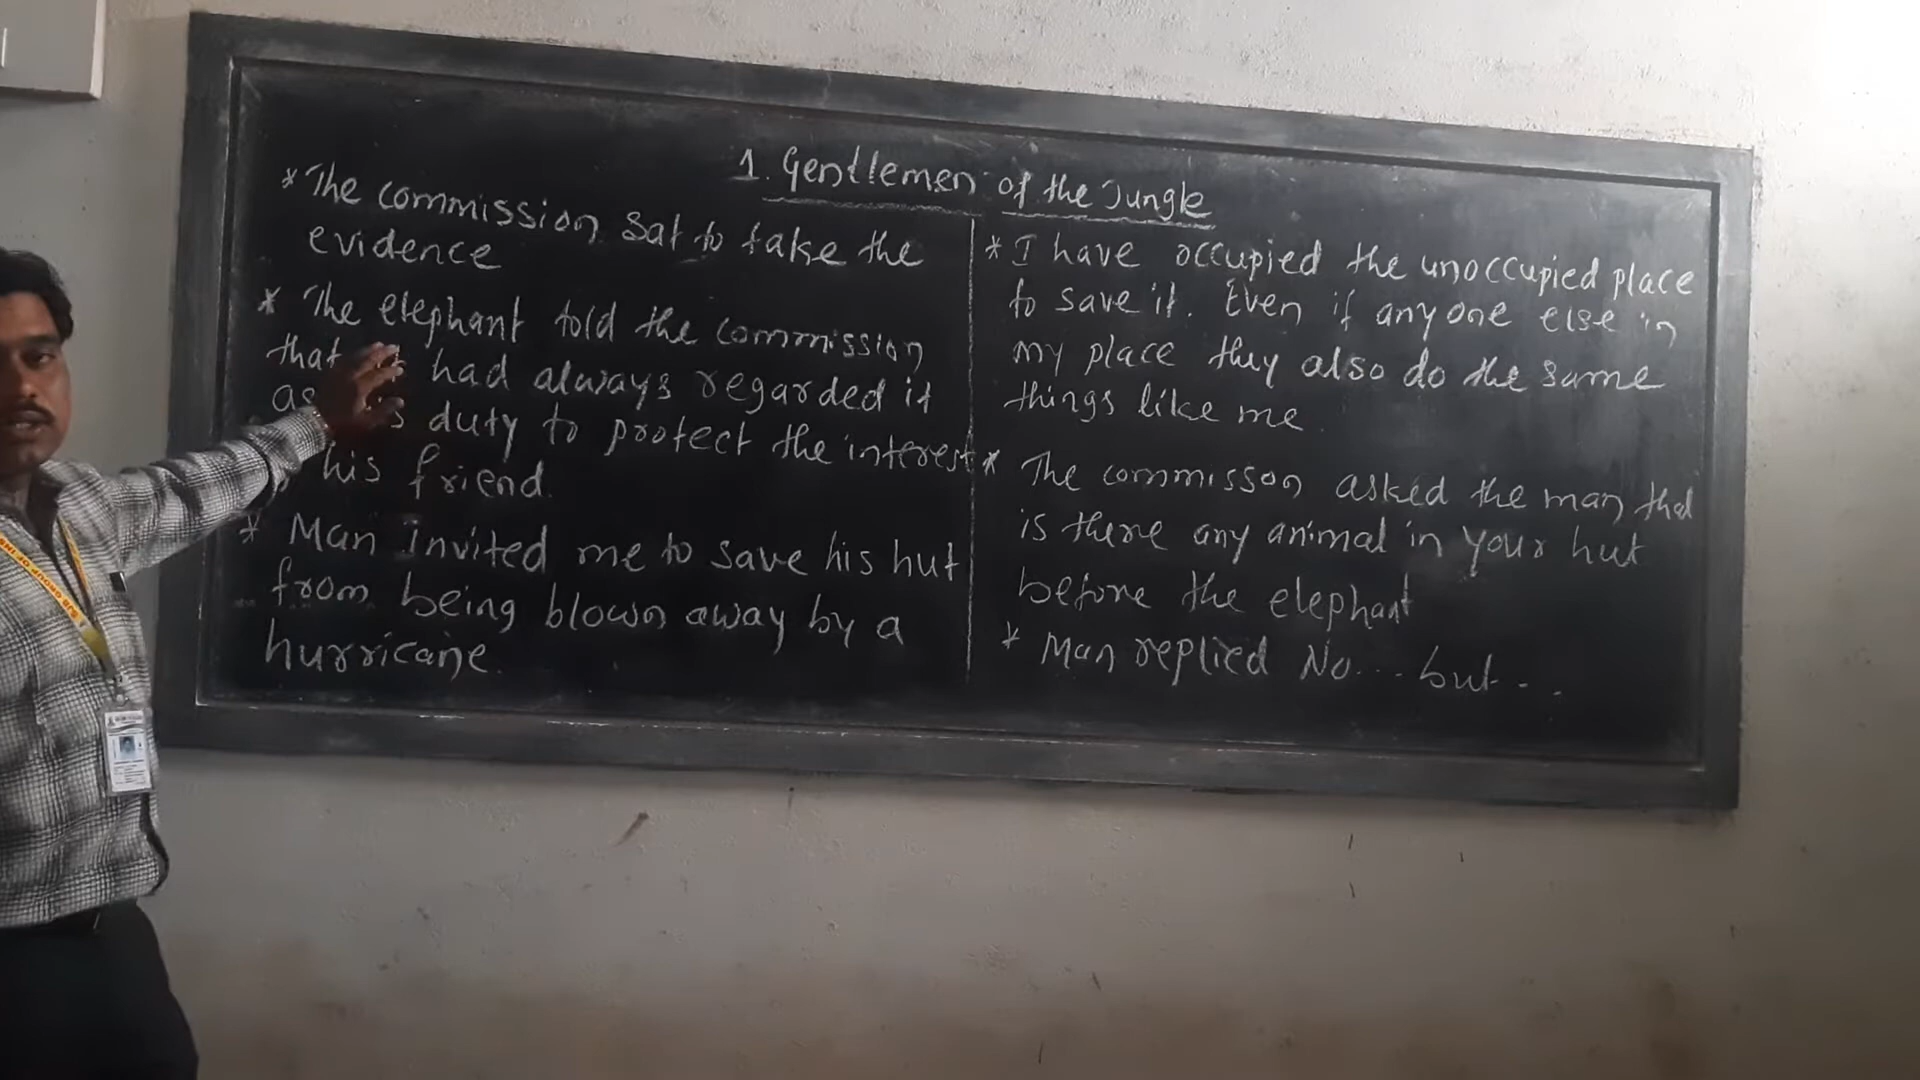 1. Gentlemen of the Jungle
* The commission sat to take the
evidence
* The elephant told the commission
that had always regarded it
as duty to protect the interest
his friend.
* Man invited me to save his hut
from being blown away by a
hurricane.
* I have occupied the unoccupied place
to save it. Even if anyone else in
my place they also do the same
things like me.
* The commisson asked the man that
is there any animal in your hut
before the elephant
* Man replied No... but...